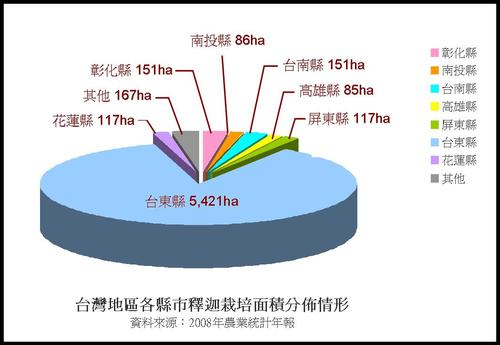 南投縣 86ha
彰化縣 151ha
台南縣 151ha
其他 167ha
高雄縣 85ha
花蓮縣 117ha
屏東縣 117ha
台東縣 5,421ha
彰化縣
南投縣
台南縣
高雄縣
屏東縣
台東縣
花蓮縣
其他
台灣地區各縣市釋迦栽培面積分佈情形
資料來源：2008年農業統計年報